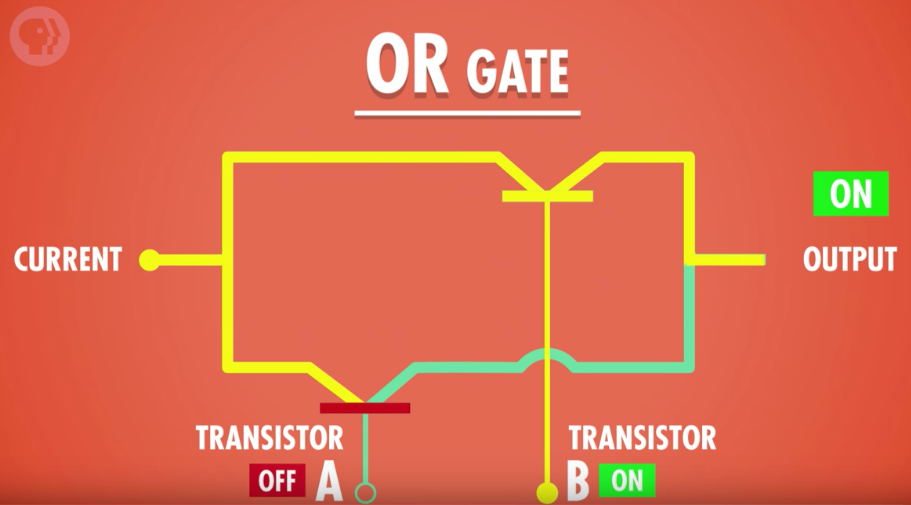 OR GATE
ON
CURRENT
OUTPUT
TRANSISTOR
OFF A
TRANSISTOR
B ON